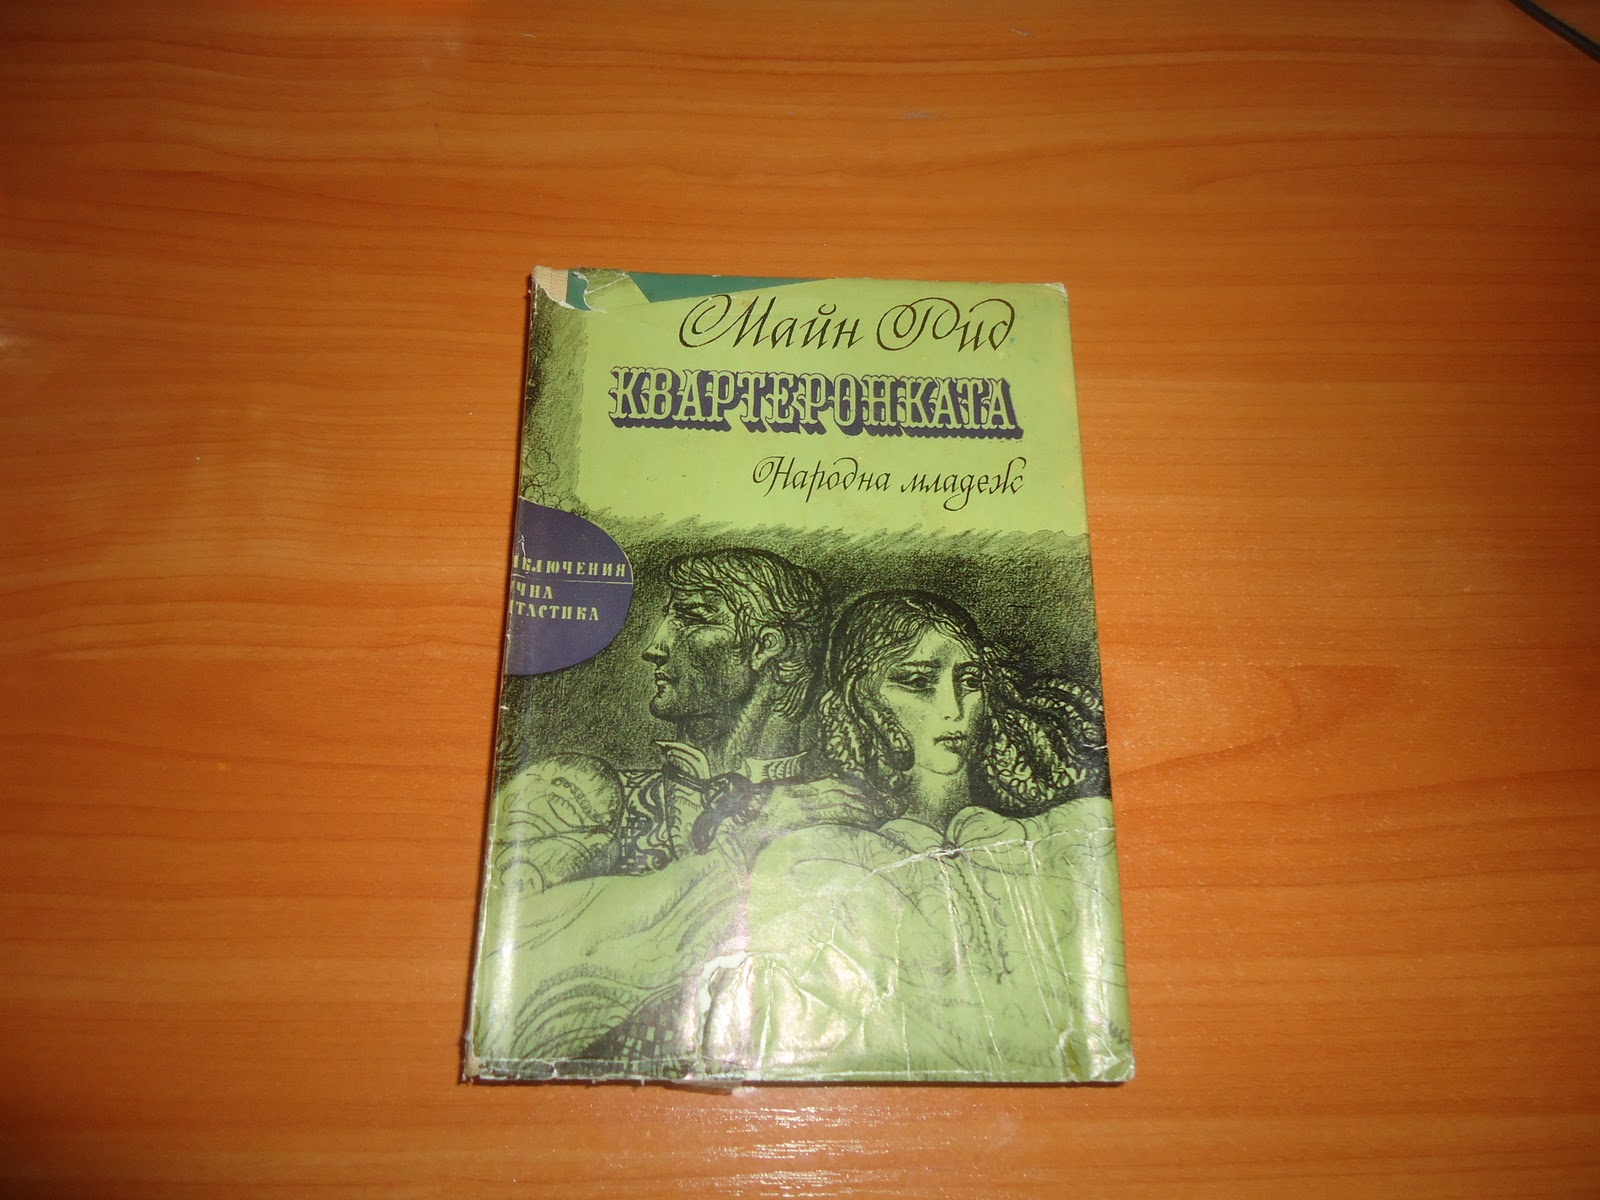 Майн Рид
КВАРТЕРОНКАТА
Народна младеж